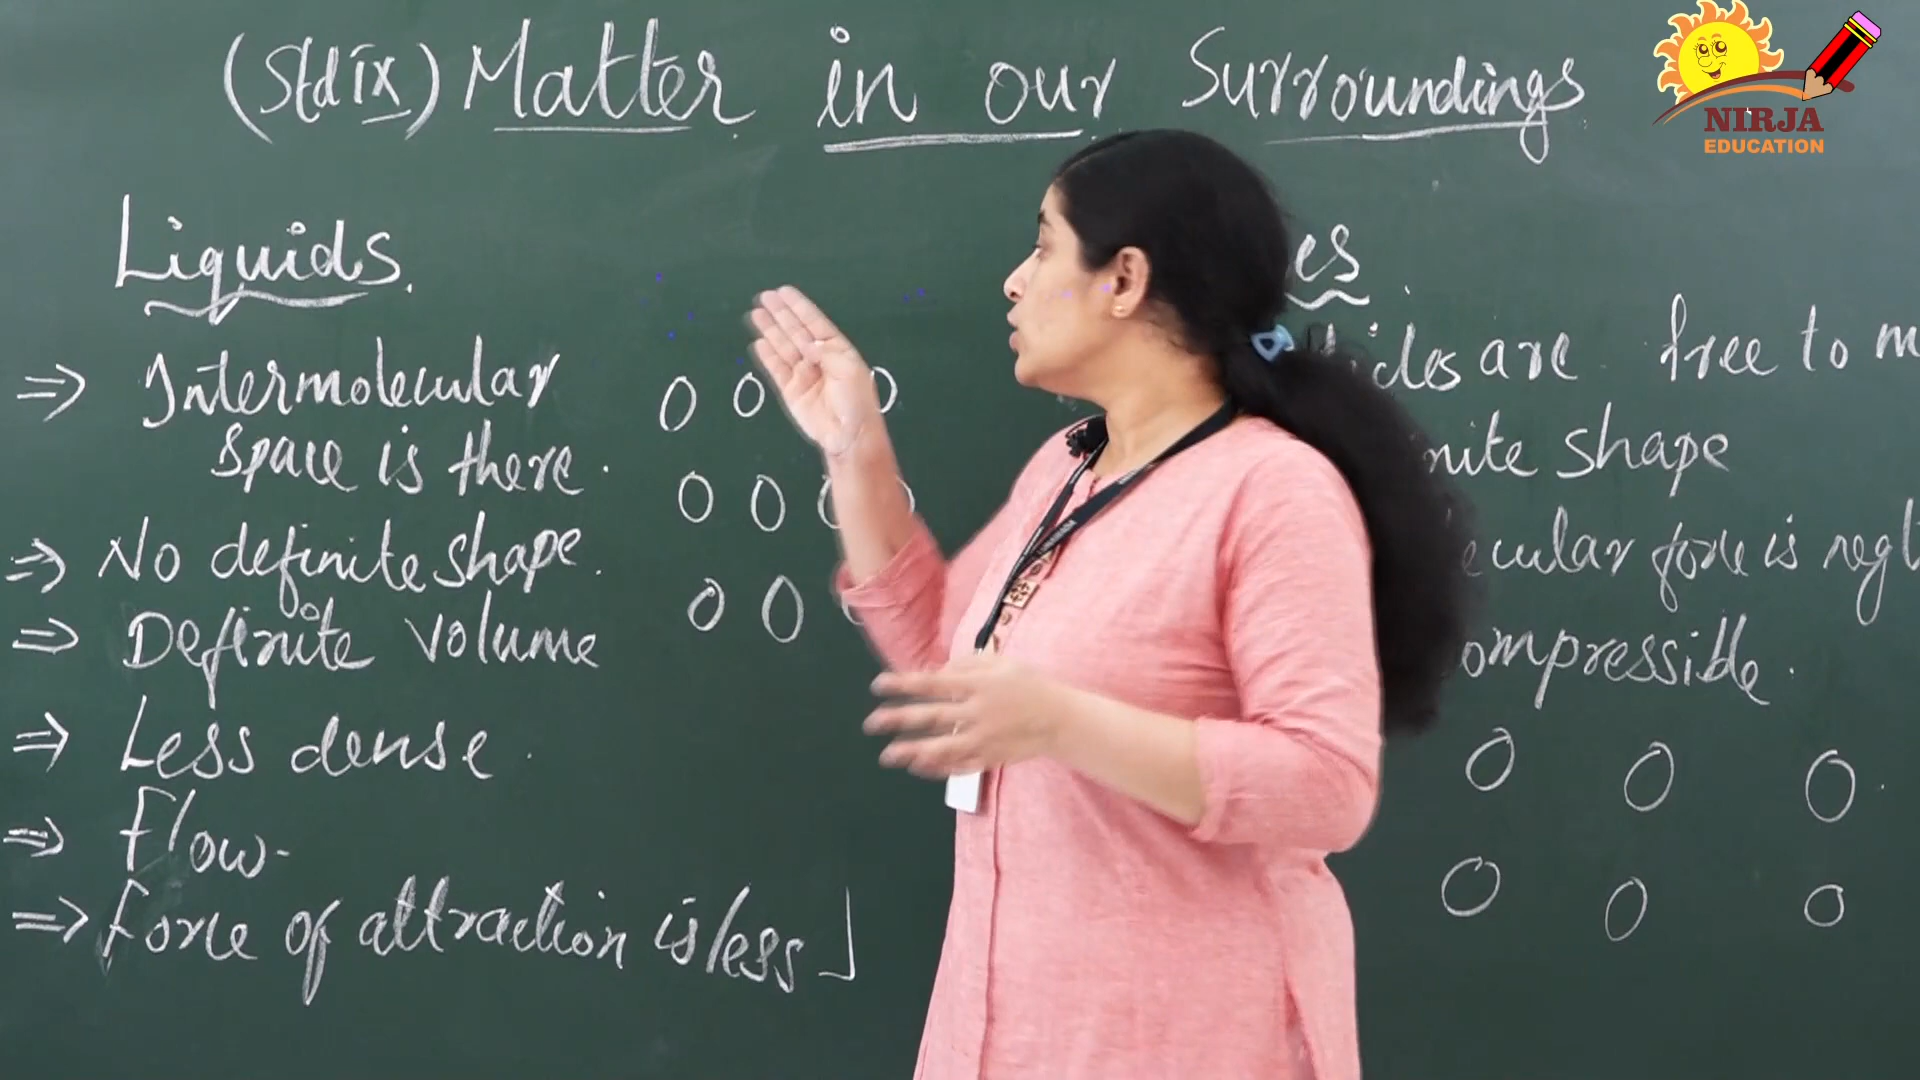 (Std IX) Matter in our Surroundings
NIRJA
EDUCATION
Liquids.
⇒ Intermolecular
space is there.
⇒ No definite shape.
⇒ Definite volume
⇒ Less dense.
⇒ Flow-
⇒ Force of attraction is less
es
are free to m
nite shape
ecular force is negl
ompressible.